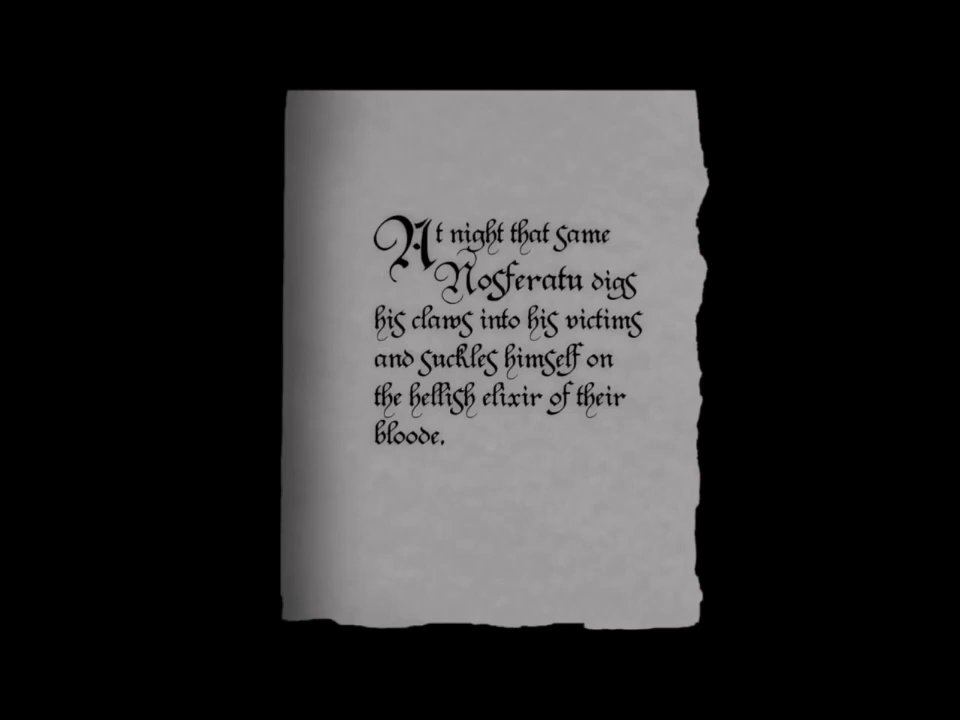 At night that same
Nosferatu digs
his claws into his victims
and suckles himself on
the hellish elixir of their
bloode.